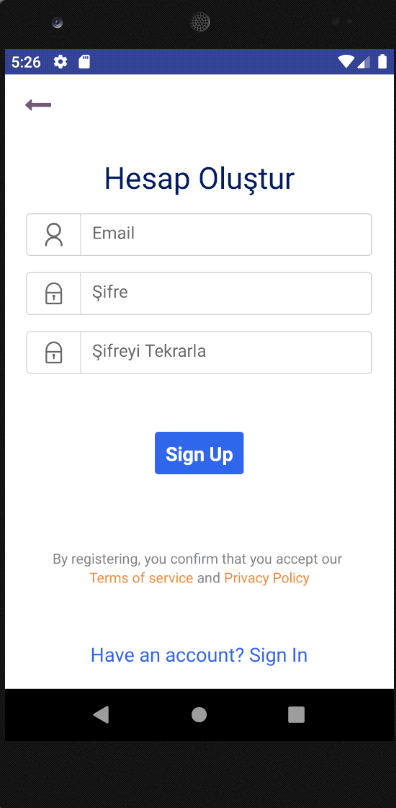 5:26
Hesap Oluştur
Email
Şifre
Şifreyi Tekrarla
Sign Up
By registering, you confirm that you accept our
Terms of service and Privacy Policy
Have an account? Sign In